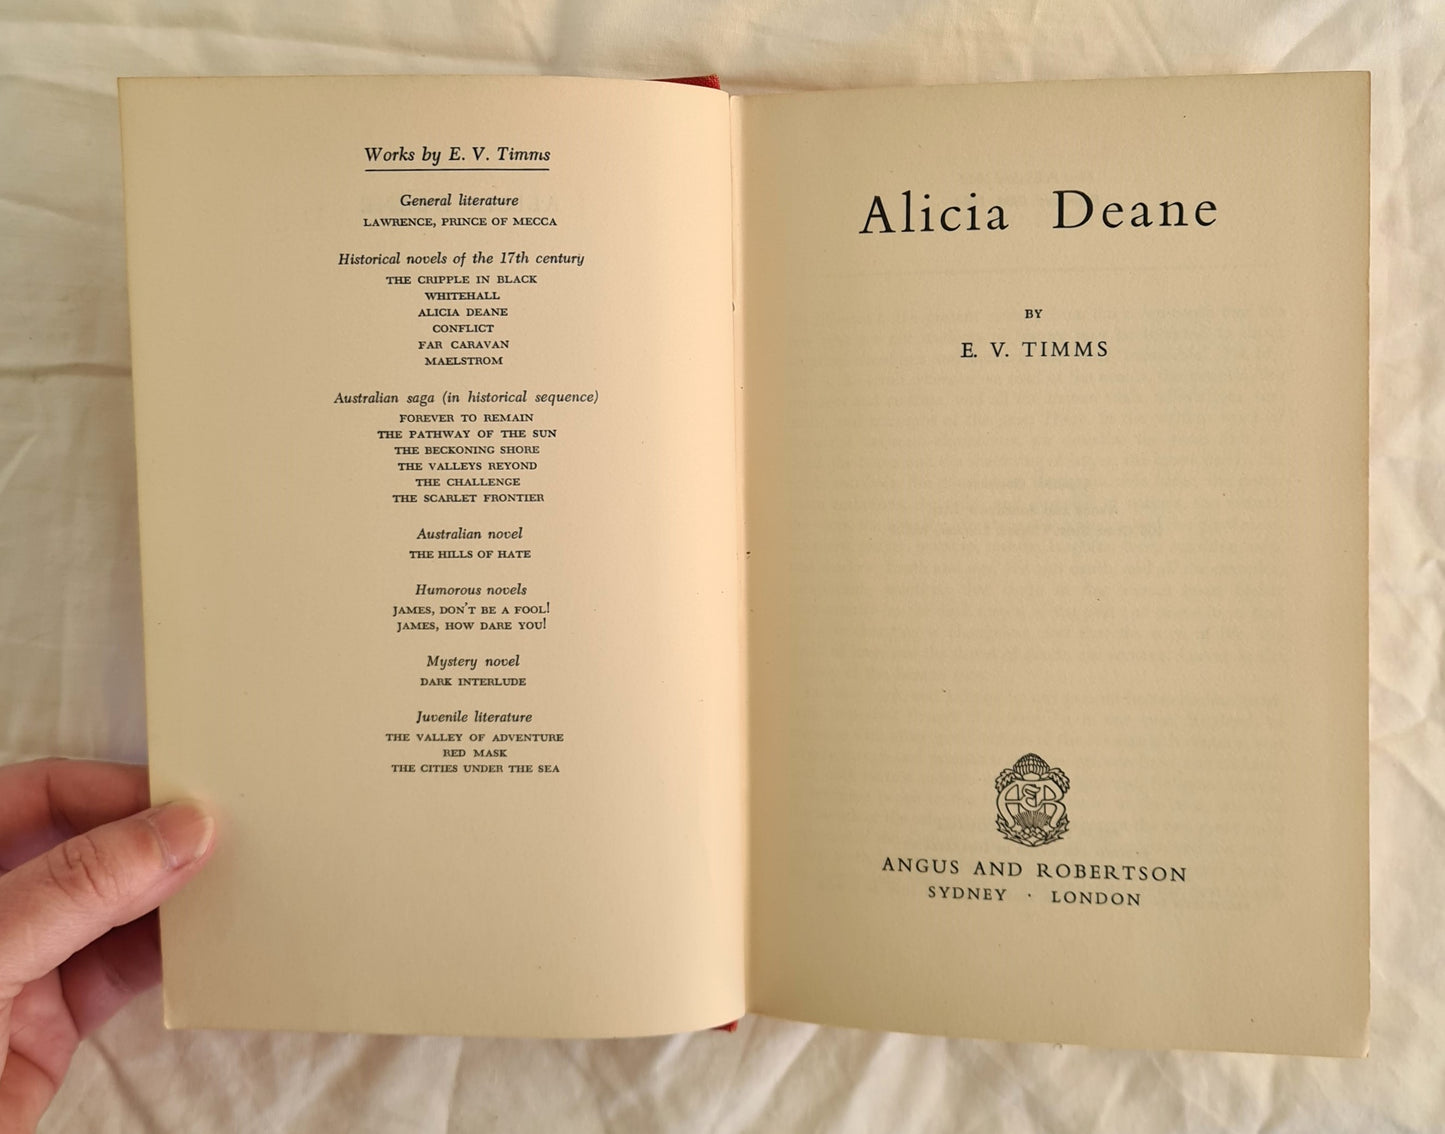 Works by E. V. Timms
General literature
LAWRENCE, PRINCE OF MECCA
Historical novels of the 17th century
THE CRIPPLE IN BLACK
WHITEHALL
ALICIA DEANE
CONFLICT
FAR CARAVAN
MAELSTROM
Australian saga (in historical sequence)
FOREVER TO REMAIN
THE PATHWAY OF THE SUN
THE BECKONING SHORE
THE VALLEYS BEYOND
THE CHALLENGE
THE SCARLET FRONTIER
Australian novel
THE HILLS OF HATE
Humorous novels
JAMES, DON'T BE A FOOL!
JAMES, HOW DARE YOU!
Mystery novel
DARK INTERLUDE
Juvenile literature
THE VALLEY OF ADVENTURE
RED MASK
THE CITIES UNDER THE SEA
Alicia Deane
BY
E. V. TIMMS
A & R
ANGUS AND ROBERTSON
SYDNEY · LONDON